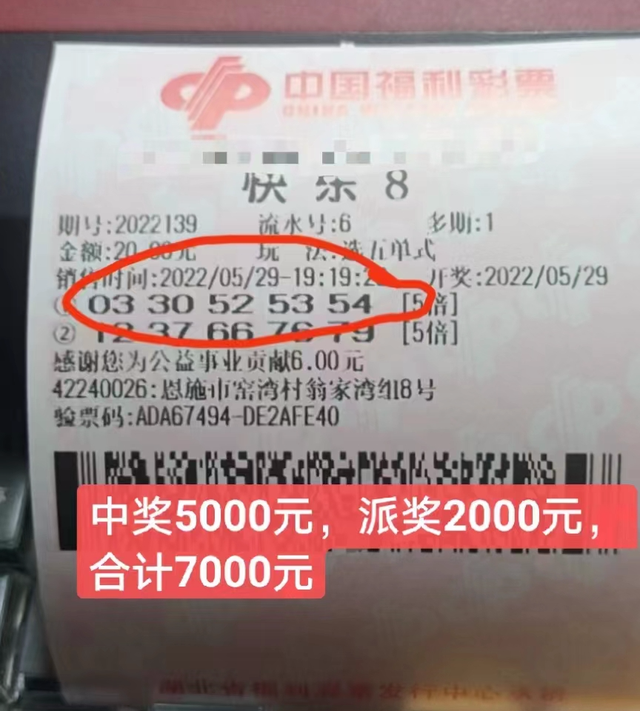 中国福利彩票
快乐8
期号:2022139 流水号:6 多期:1
金额:20.00元 玩 法:选五单式
销售时间:2022/05/29-19:19:2 开奖:2022/05/29
① 03 30 52 53 54 [5倍]
② 12 37 66 76 79 [5倍]
感谢您为公益事业贡献6.00元
42240026:恩施市窑湾村翁家湾组8号
验票码:ADA67494-DE2AFE40
中奖5000元，派奖2000元，
合计7000元